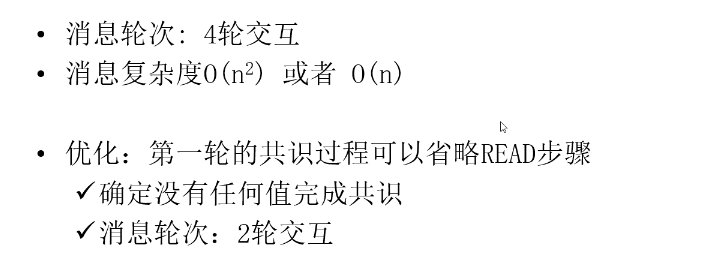 • 消息轮次: 4轮交互
• 消息复杂度O(n²) 或者 O(n)
• 优化: 第一轮的共识过程可以省略READ步骤
✓确定没有任何值完成共识
✓消息轮次: 2轮交互